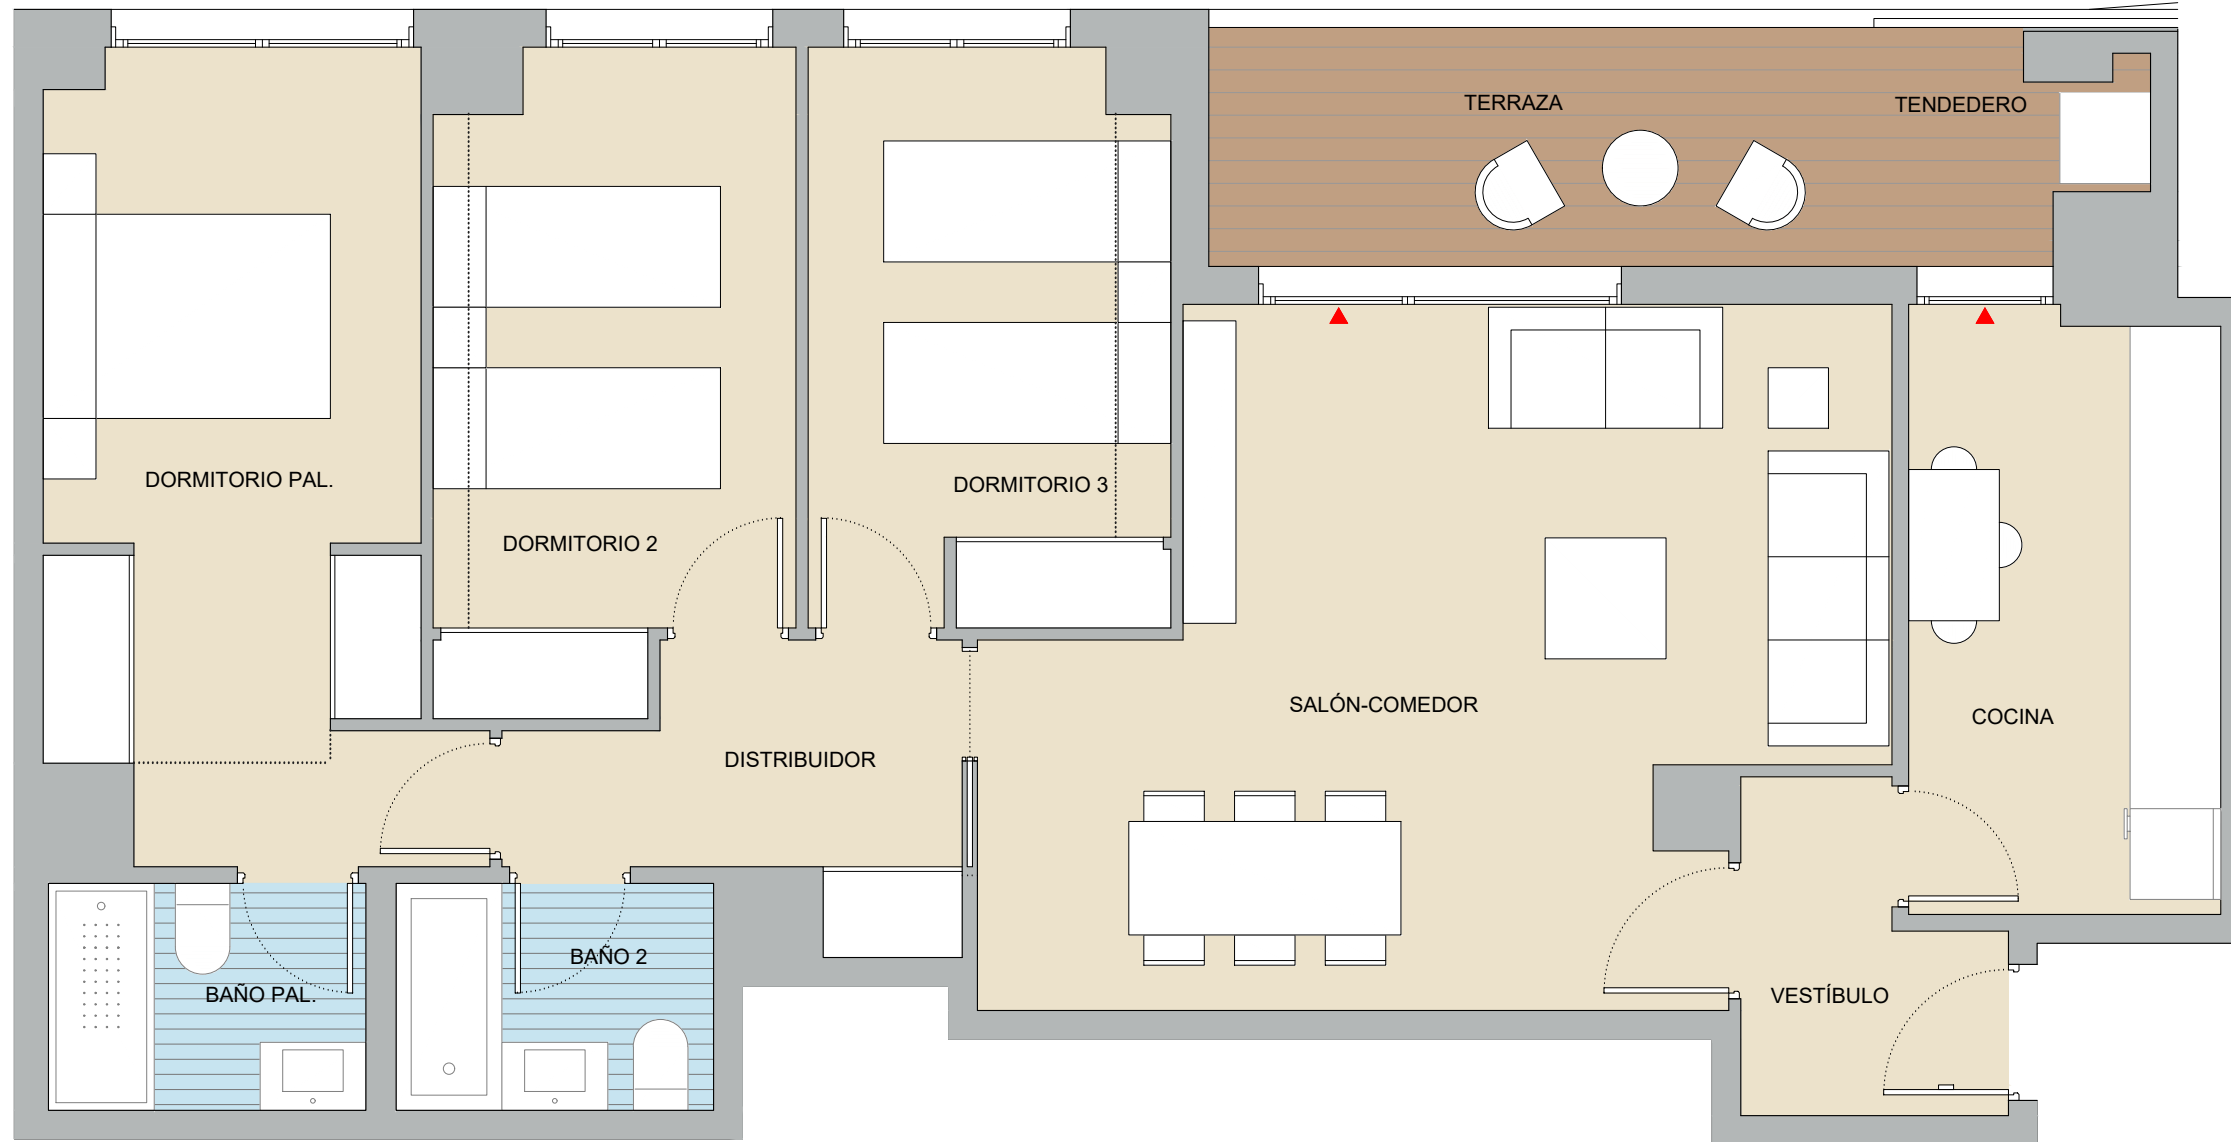 TERRAZA
TENDEDERO
DORMITORIO PAL.
DORMITORIO 3
DORMITORIO 2
SALÓN-COMEDOR
COCINA
DISTRIBUIDOR
BAÑO 2
BAÑO PAL.
VESTÍBULO